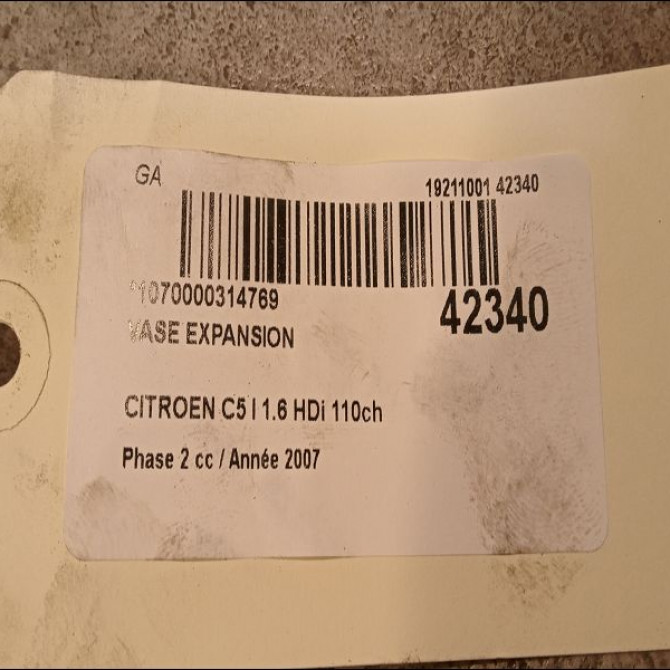 GA
19211001 42340
*1070000314769
42340
VASE EXPANSION
CITROEN C5 I 1.6 HDi 110ch
Phase 2 cc / Année 2007